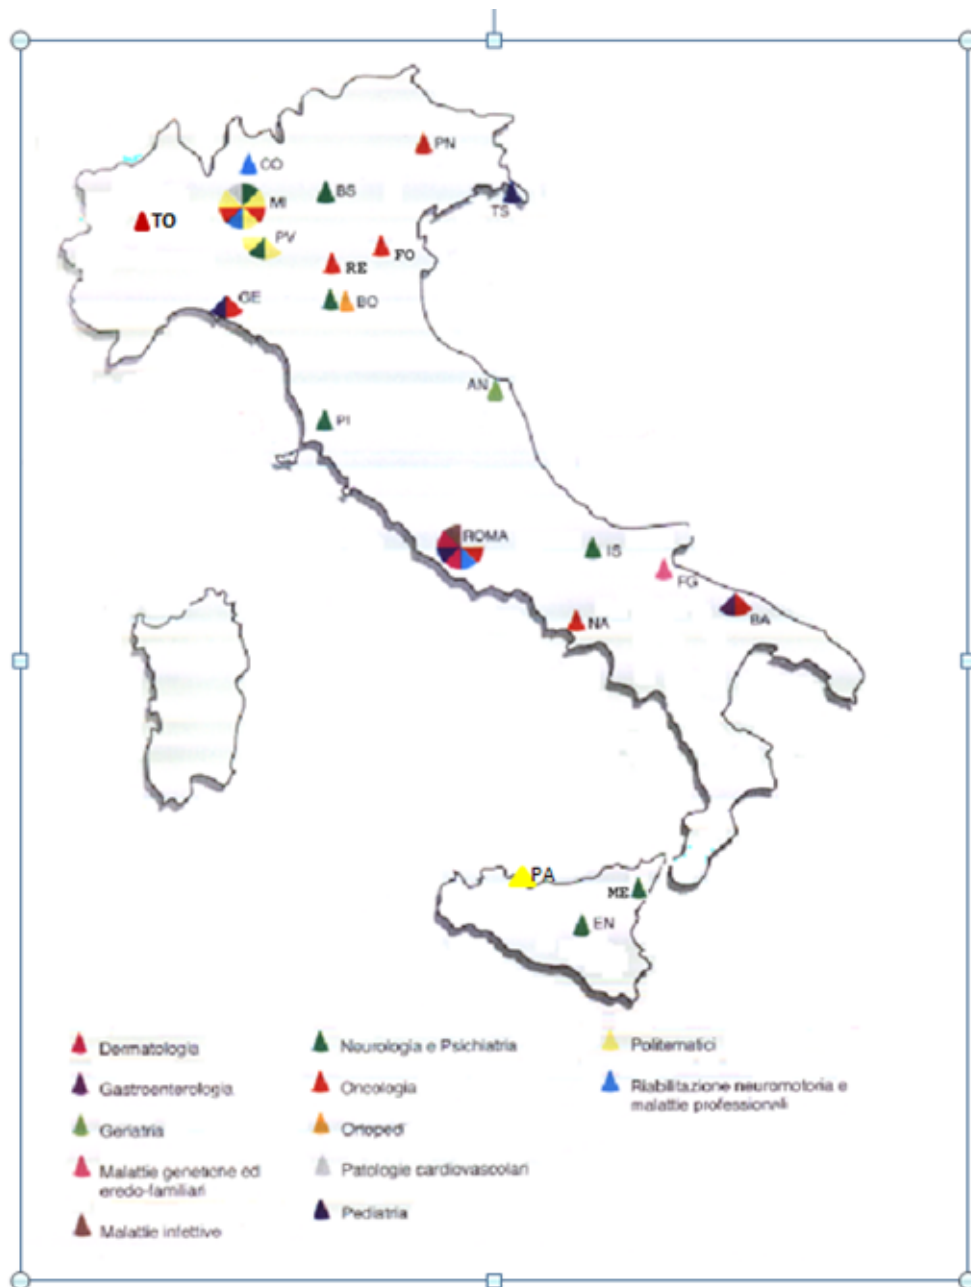 PN
CO
BS
MI
TS
TO
PV
FO
RE
GE
BO
AN
PI
ROMA
IS
FG
BA
NA
PA
ME
EN
Dermatologia
Gastroenterologia
Geriatria
Malattie genetiche ed
eredo-familiari
Malattie infettive
Neurologia e Psichiatria
Oncologia
Ortopedi
Patologie cardiovascolari
Pediatria
Politematici
Riabilitazione neuromotoria e
malattie professionali